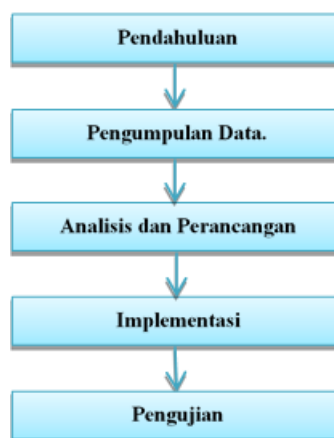 Pendahuluan
Pengumpulan Data.
Analisis dan Perancangan
Implementasi
Pengujian